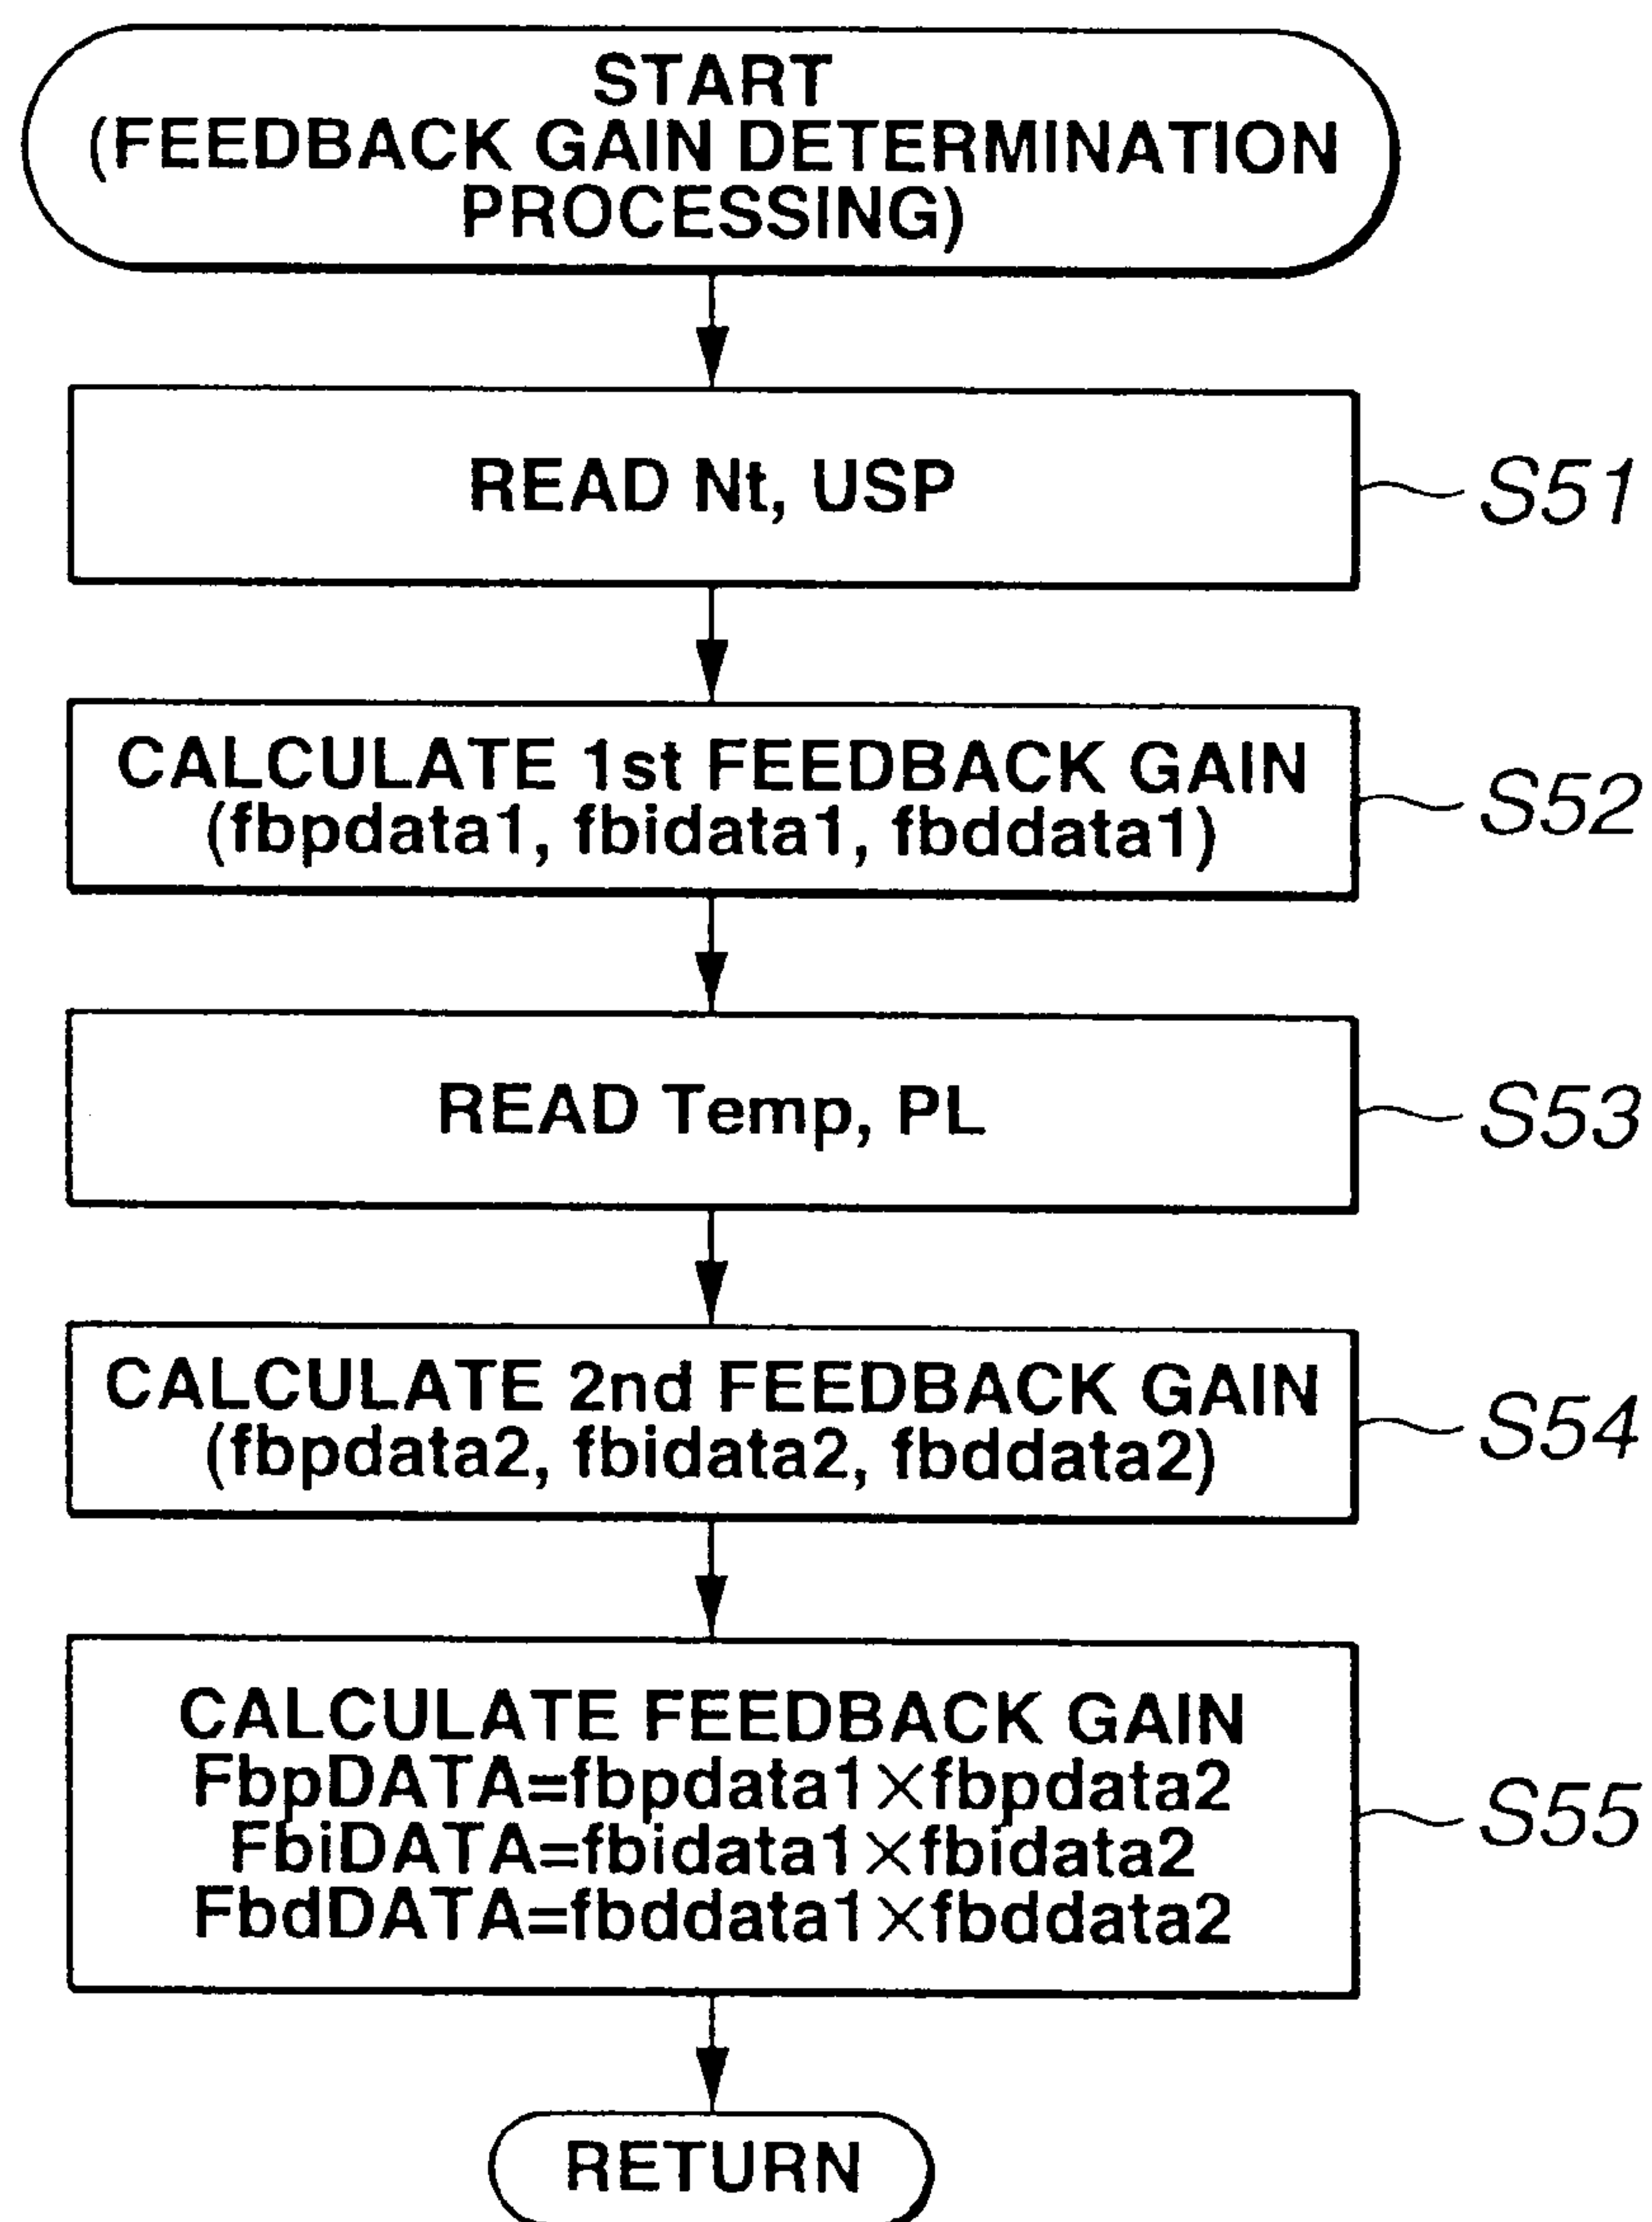 START
(FEEDBACK GAIN DETERMINATION
PROCESSING)
READ Nt, USP
S51
CALCULATE 1st FEEDBACK GAIN
(fbpdata1, fbidata1, fbddata1)
S52
READ Temp, PL
S53
CALCULATE 2nd FEEDBACK GAIN
(fbpdata2, fbidata2, fbddata2)
S54
CALCULATE FEEDBACK GAIN
FbpDATA=fbpdata1×fbpdata2
FbiDATA=fbidata1×fbidata2
FbdDATA=fbddata1×fbddata2
S55
RETURN